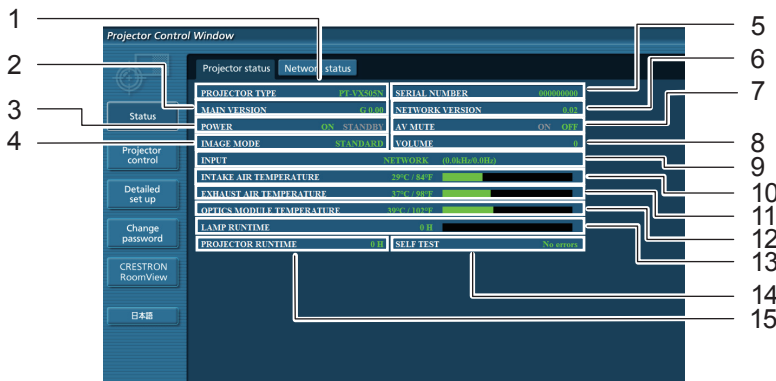 1
2
3
4
5
6
7
8
9
10
11
12
13
14
15
Projector Control Window
Projector status Network status
Status
Projector control
Detailed set up
Change password
CRESTRON RoomView
日本語
PROJECTOR TYPE PT-VX505N SERIAL NUMBER 000000000
MAIN VERSION G 0.00 NETWORK VERSION 0.02
POWER ON STANDBY AV MUTE ON OFF
IMAGE MODE STANDARD VOLUME 0
INPUT NETWORK (0.0kHz/0.0Hz)
INTAKE AIR TEMPERATURE 29°C / 84°F
EXHAUST AIR TEMPERATURE 37°C / 98°F
OPTICS MODULE TEMPERATURE 39°C / 102°F
LAMP RUNTIME 0 H
PROJECTOR RUNTIME 0 H SELF TEST No errors